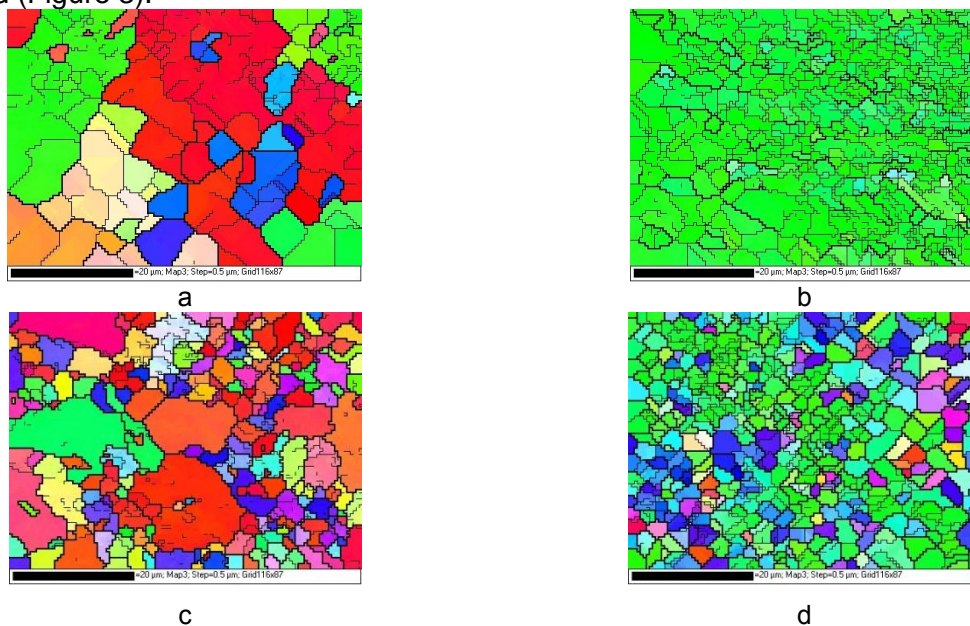 (Figure
=20 µm; Map3; Step=0.5 µm; Grid116x87
=20 µm; Map3; Step=0.5 µm; Grid116x87
a
b
=20 µm; Map3; Step=0.5 µm; Grid116x87
=20 µm; Map3; Step=0.5 µm; Grid116x87
c
d